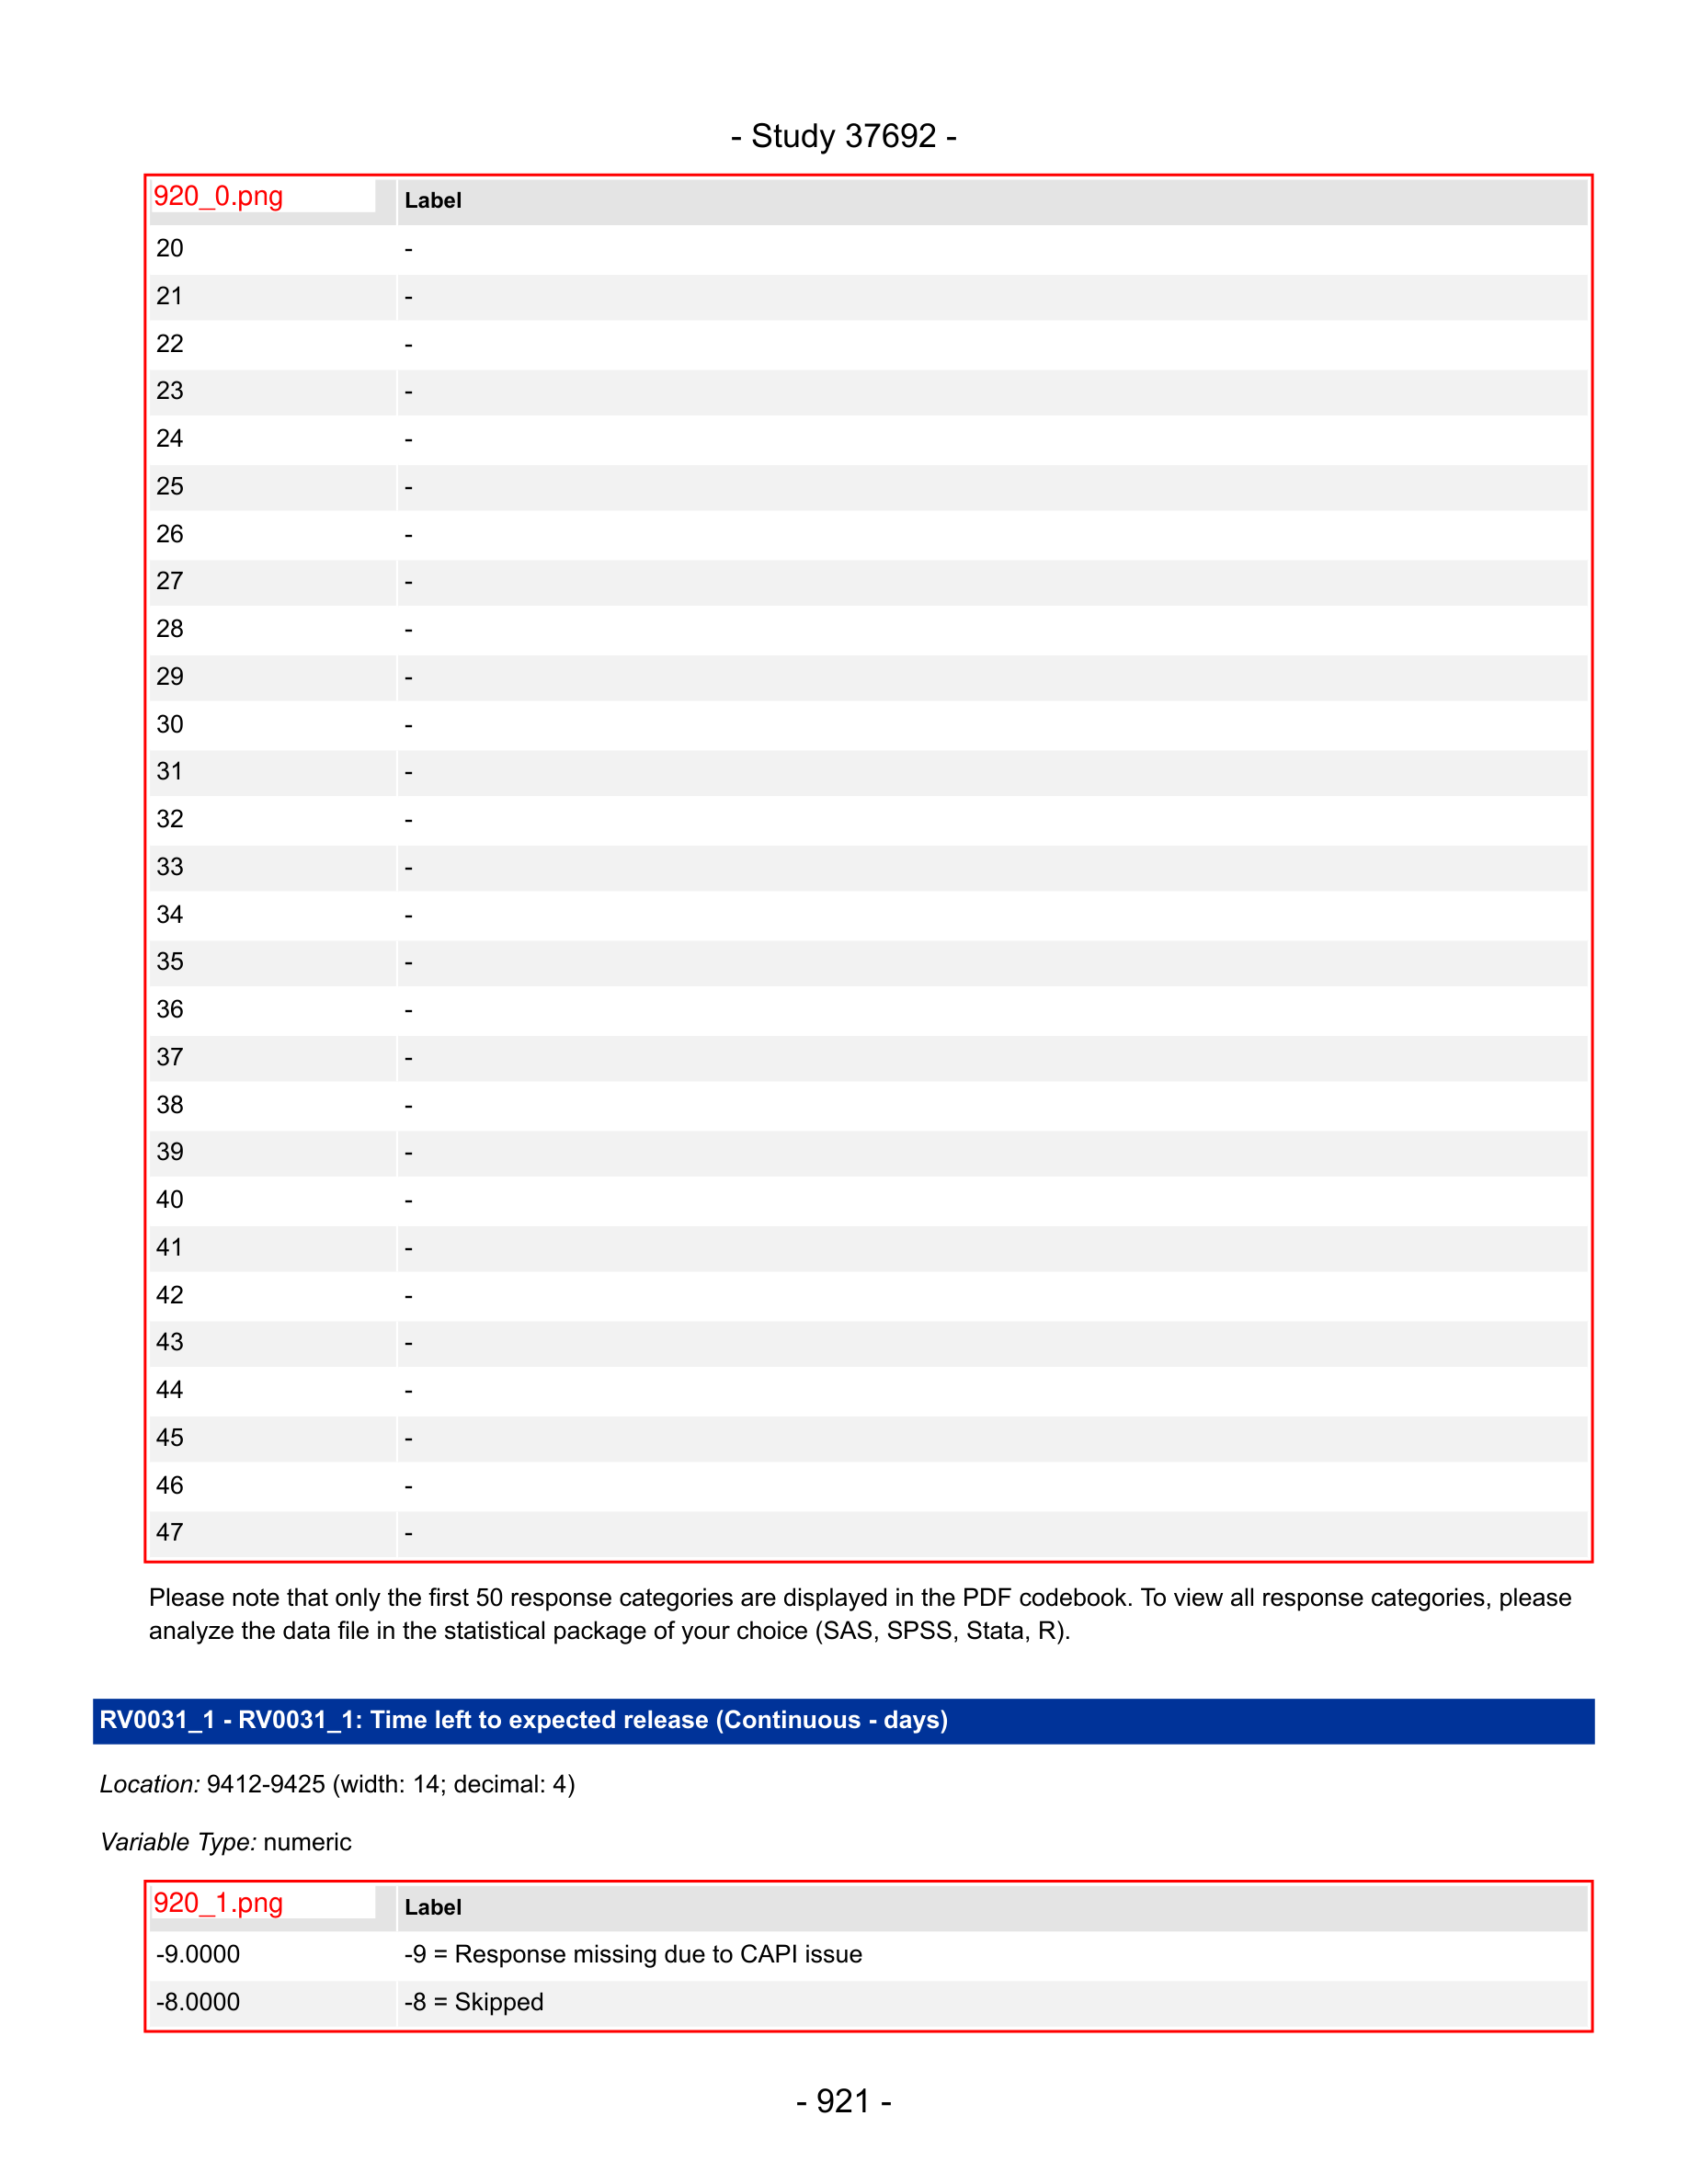 - Study 37692 -
920_0.png Label
20 -
21 -
22 -
23 -
24 -
25 -
26 -
27 -
28 -
29 -
30 -
31 -
32 -
33 -
34 -
35 -
36 -
37 -
38 -
39 -
40 -
41 -
42 -
43 -
44 -
45 -
46 -
47 -
Please note that only the first 50 response categories are displayed in the PDF codebook. To view all response categories, please
analyze the data file in the statistical package of your choice (SAS, SPSS, Stata, R).
RV0031_1 - RV0031_1: Time left to expected release (Continuous - days)
Location: 9412-9425 (width: 14; decimal: 4)
Variable Type: numeric
920_1.png Label
-9.0000 -9 = Response missing due to CAPI issue
-8.0000 -8 = Skipped
- 921 -